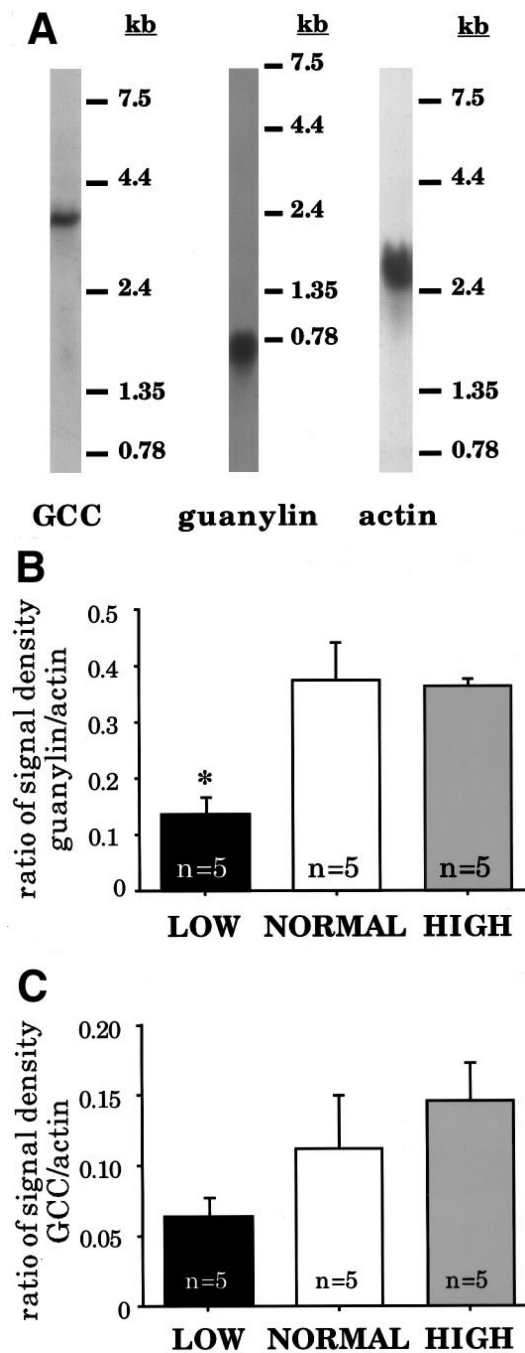 A
kb
7.5
4.4
2.4
1.35
0.78
GCC
kb
7.5
4.4
2.4
1.35
0.78
guanylin
kb
7.5
4.4
2.4
1.35
0.78
actin
B
ratio of signal density
guanylin/actin
0.5
0.4
0.3
0.2
0.1
0
*
n=5
n=5
n=5
LOW NORMAL HIGH
C
ratio of signal density
GCC/actin
0.20
0.15
0.10
0.05
0
n=5
n=5
n=5
LOW NORMAL HIGH